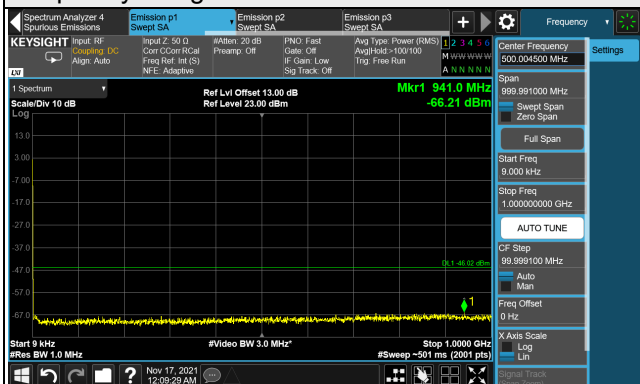 Spectrum Analyzer 4
Spurious Emissions
Emission p1
Swept SA
Emission p2
Swept SA
Emission p3
Swept SA
Frequency
KEYSIGHT
LXI
Input: RF
Coupling: DC
Align: Auto
Input Z: 50 Ω
Corr CCorr RCal
Freq Ref: Int (S)
NFE: Adaptive
#Atten: 20 dB
Preamp: Off
PNO: Fast
Gate: Off
IF Gain: Low
Sig Track: Off
Avg Type: Power (RMS)
Avg|Hold:>100/100
Trig: Free Run
1 2 3 4 5 6
M W W W W W
A N N N N N
1 Spectrum
Scale/Div 10 dB
Log
Ref Lvl Offset 13.00 dB
Ref Level 23.00 dBm
Mkr1 941.0 MHz
-66.21 dBm
13.0
3.00
-7.00
-17.0
-27.0
-37.0
-47.0
-57.0
-67.0
DL1 -46.02 dBm
1
Start 9 kHz
#Res BW 1.0 MHz
#Video BW 3.0 MHz*
Stop 1.0000 GHz
#Sweep ~501 ms (2001 pts)
Nov 17, 2021
12:09:29 AM
Center Frequency
500.004500 MHz
Settings
Span
999.991000 MHz
Swept Span
Zero Span
Full Span
Start Freq
9.000 kHz
Stop Freq
1.000000000 GHz
AUTO TUNE
CF Step
99.999100 MHz
Auto
Man
Freq Offset
0 Hz
X Axis Scale
Log
Lin
Signal Track